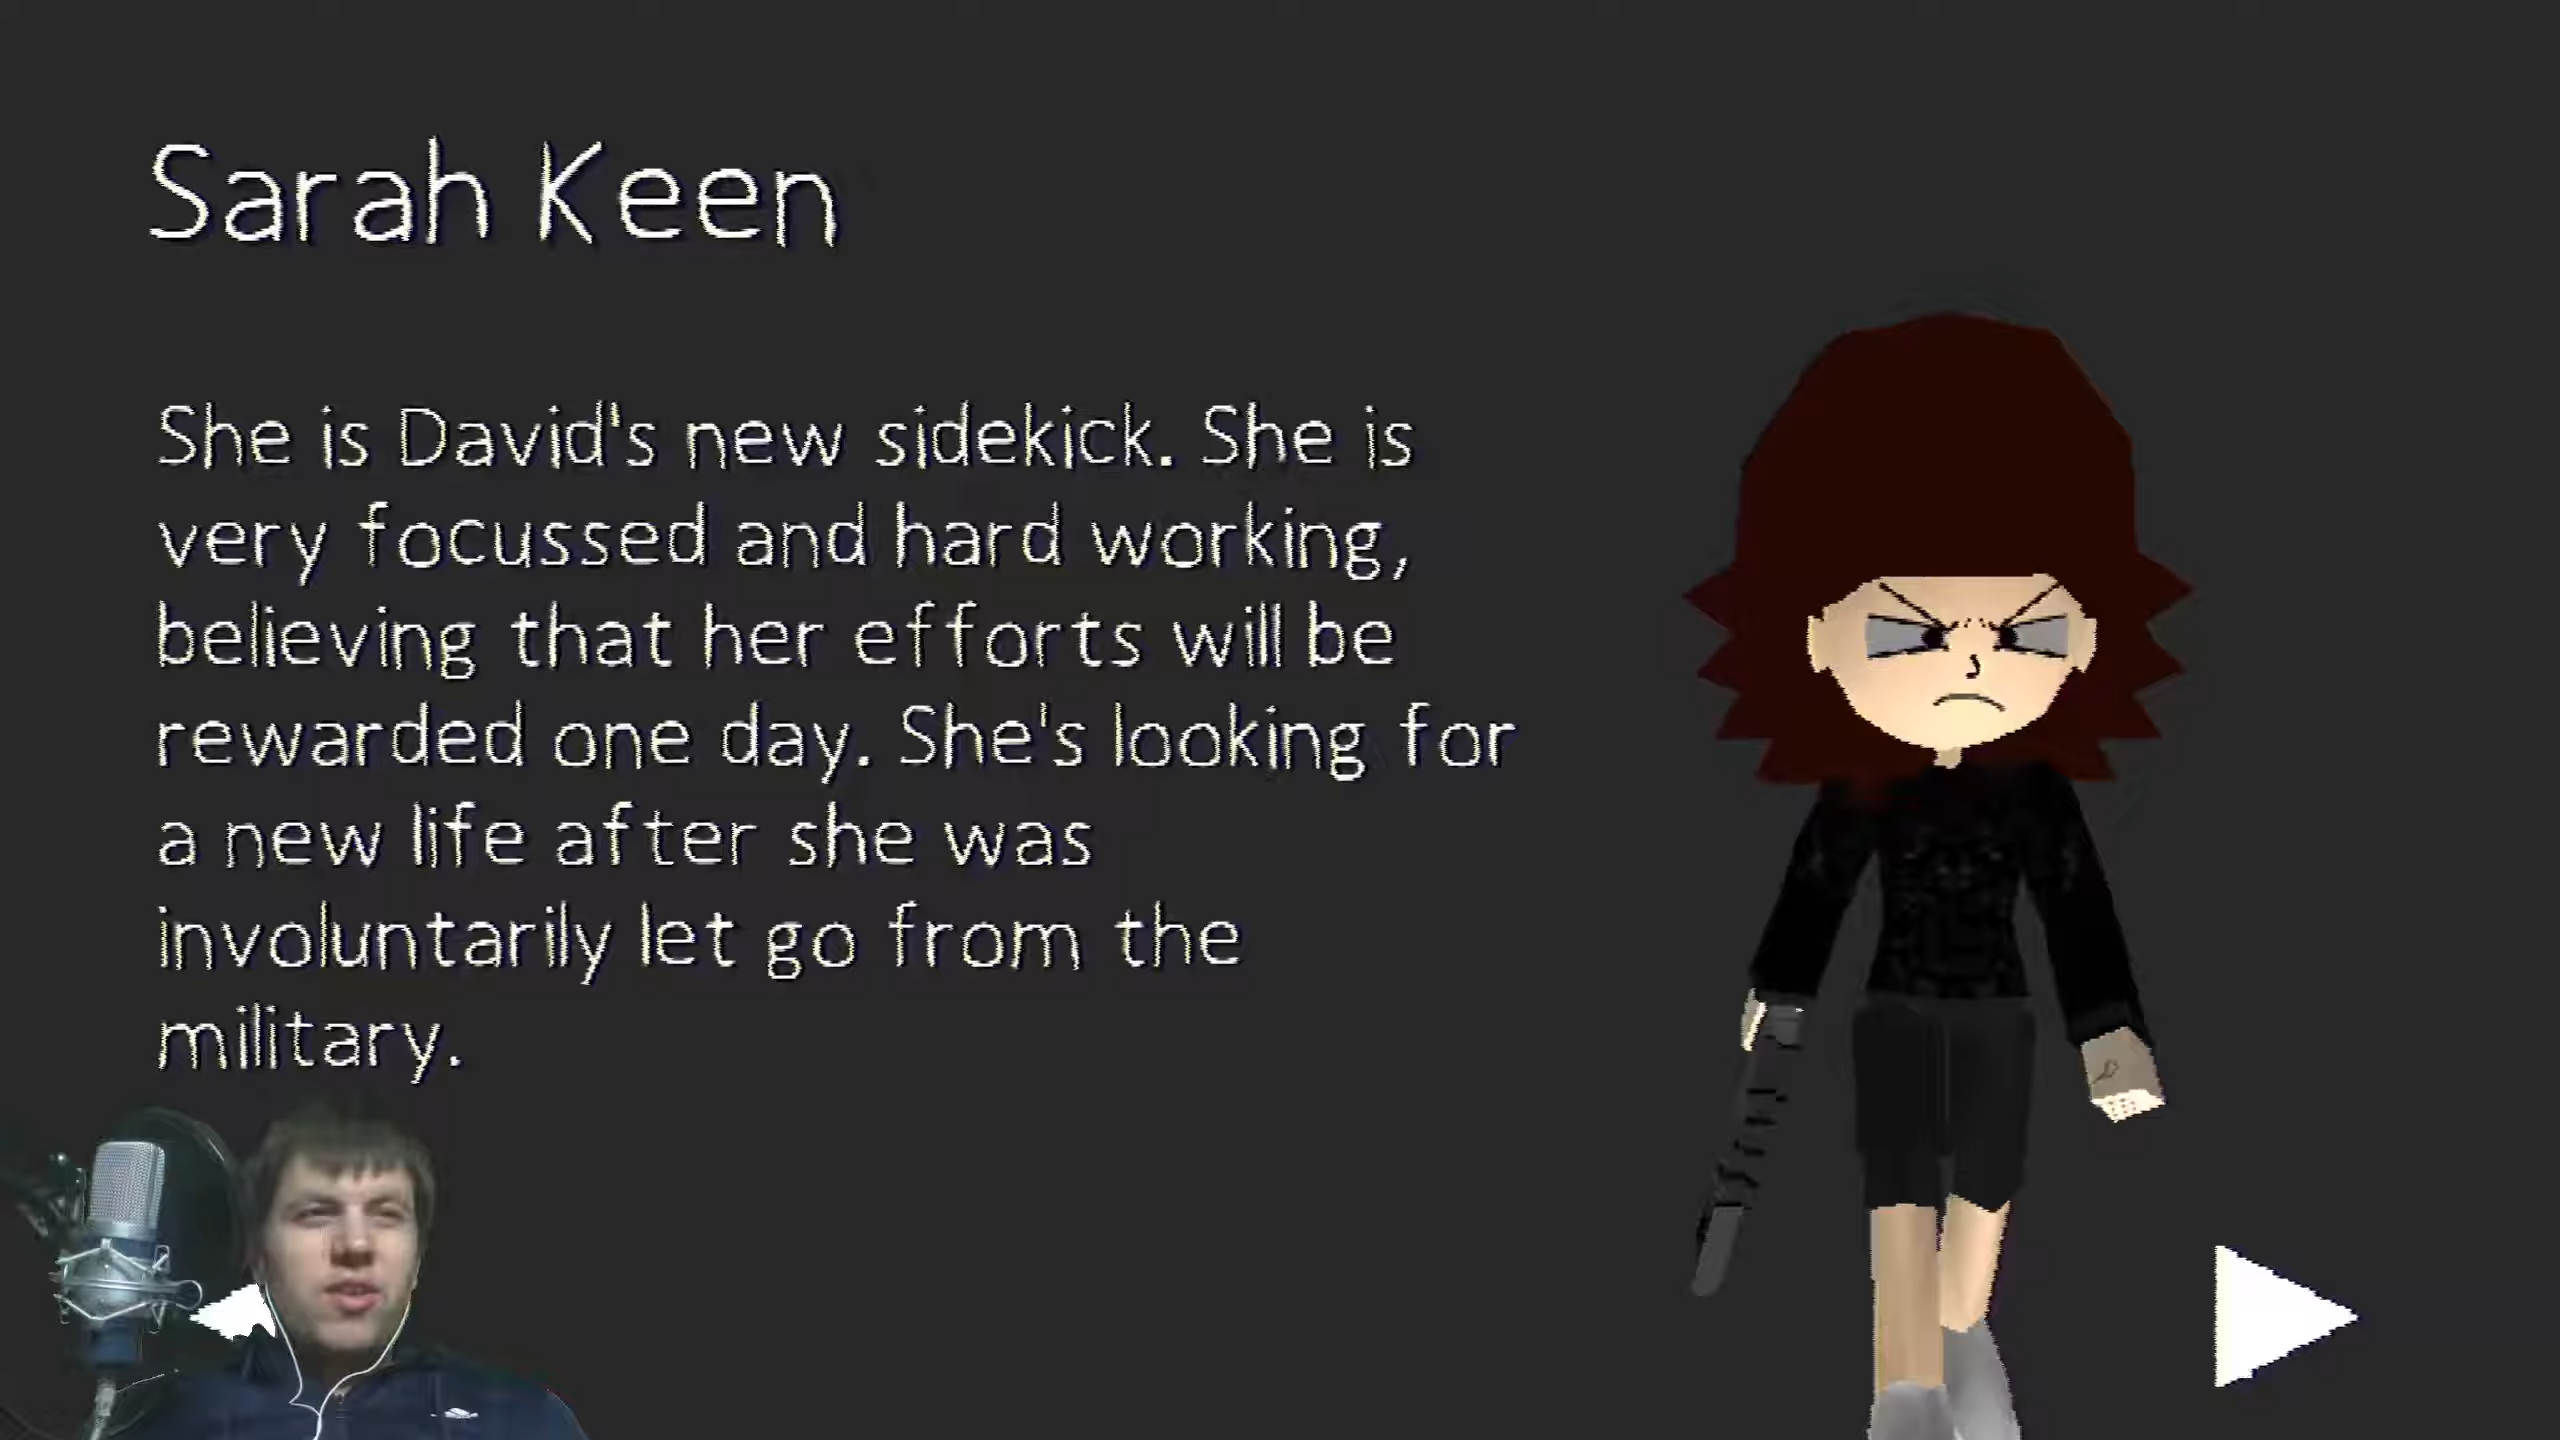 Sarah Keen
She is David's new sidekick. She is
very focussed and hard working,
believing that her efforts will be
rewarded one day. She's looking for
a new life after she was
involuntarily let go from the
military.